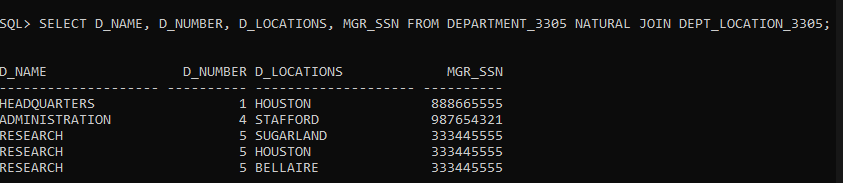 SQL> SELECT D_NAME, D_NUMBER, D_LOCATIONS, MGR_SSN FROM DEPARTMENT_3305 NATURAL JOIN DEPT_LOCATION_3305;
D_NAME                 D_NUMBER D_LOCATIONS             MGR_SSN
-------------------- ---------- -------------------- ----------
HEADQUARTERS                  1 HOUSTON               888665555
ADMINISTRATION                4 STAFFORD              987654321
RESEARCH                      5 SUGARLAND             333445555
RESEARCH                      5 HOUSTON               333445555
RESEARCH                      5 BELLAIRE              333445555